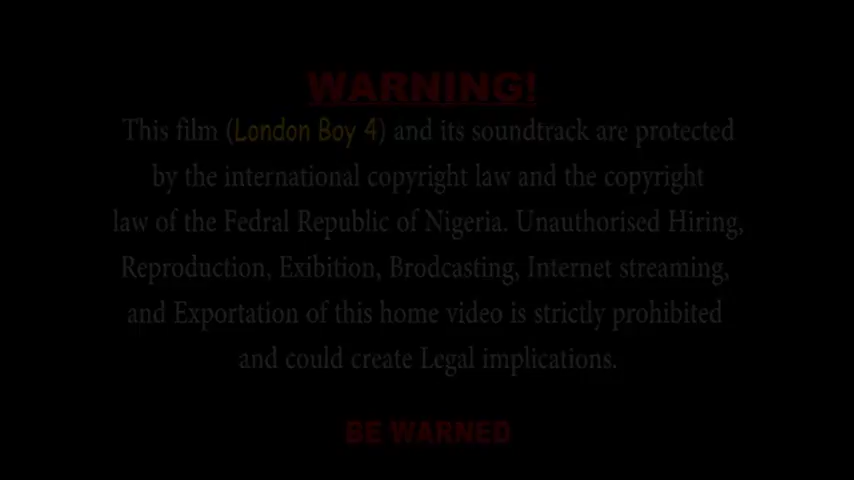 WARNING!
This film (London Boy 4) and its soundtrack are protected
by the international copyright law and the copyright
law of the Fedral Republic of Nigeria. Unauthorised Hiring,
Reproduction, Exibition, Brodcasting, Internet streaming,
and Exportation of this home video is strictly prohibited
and could create Legal implications.
BE WARNED